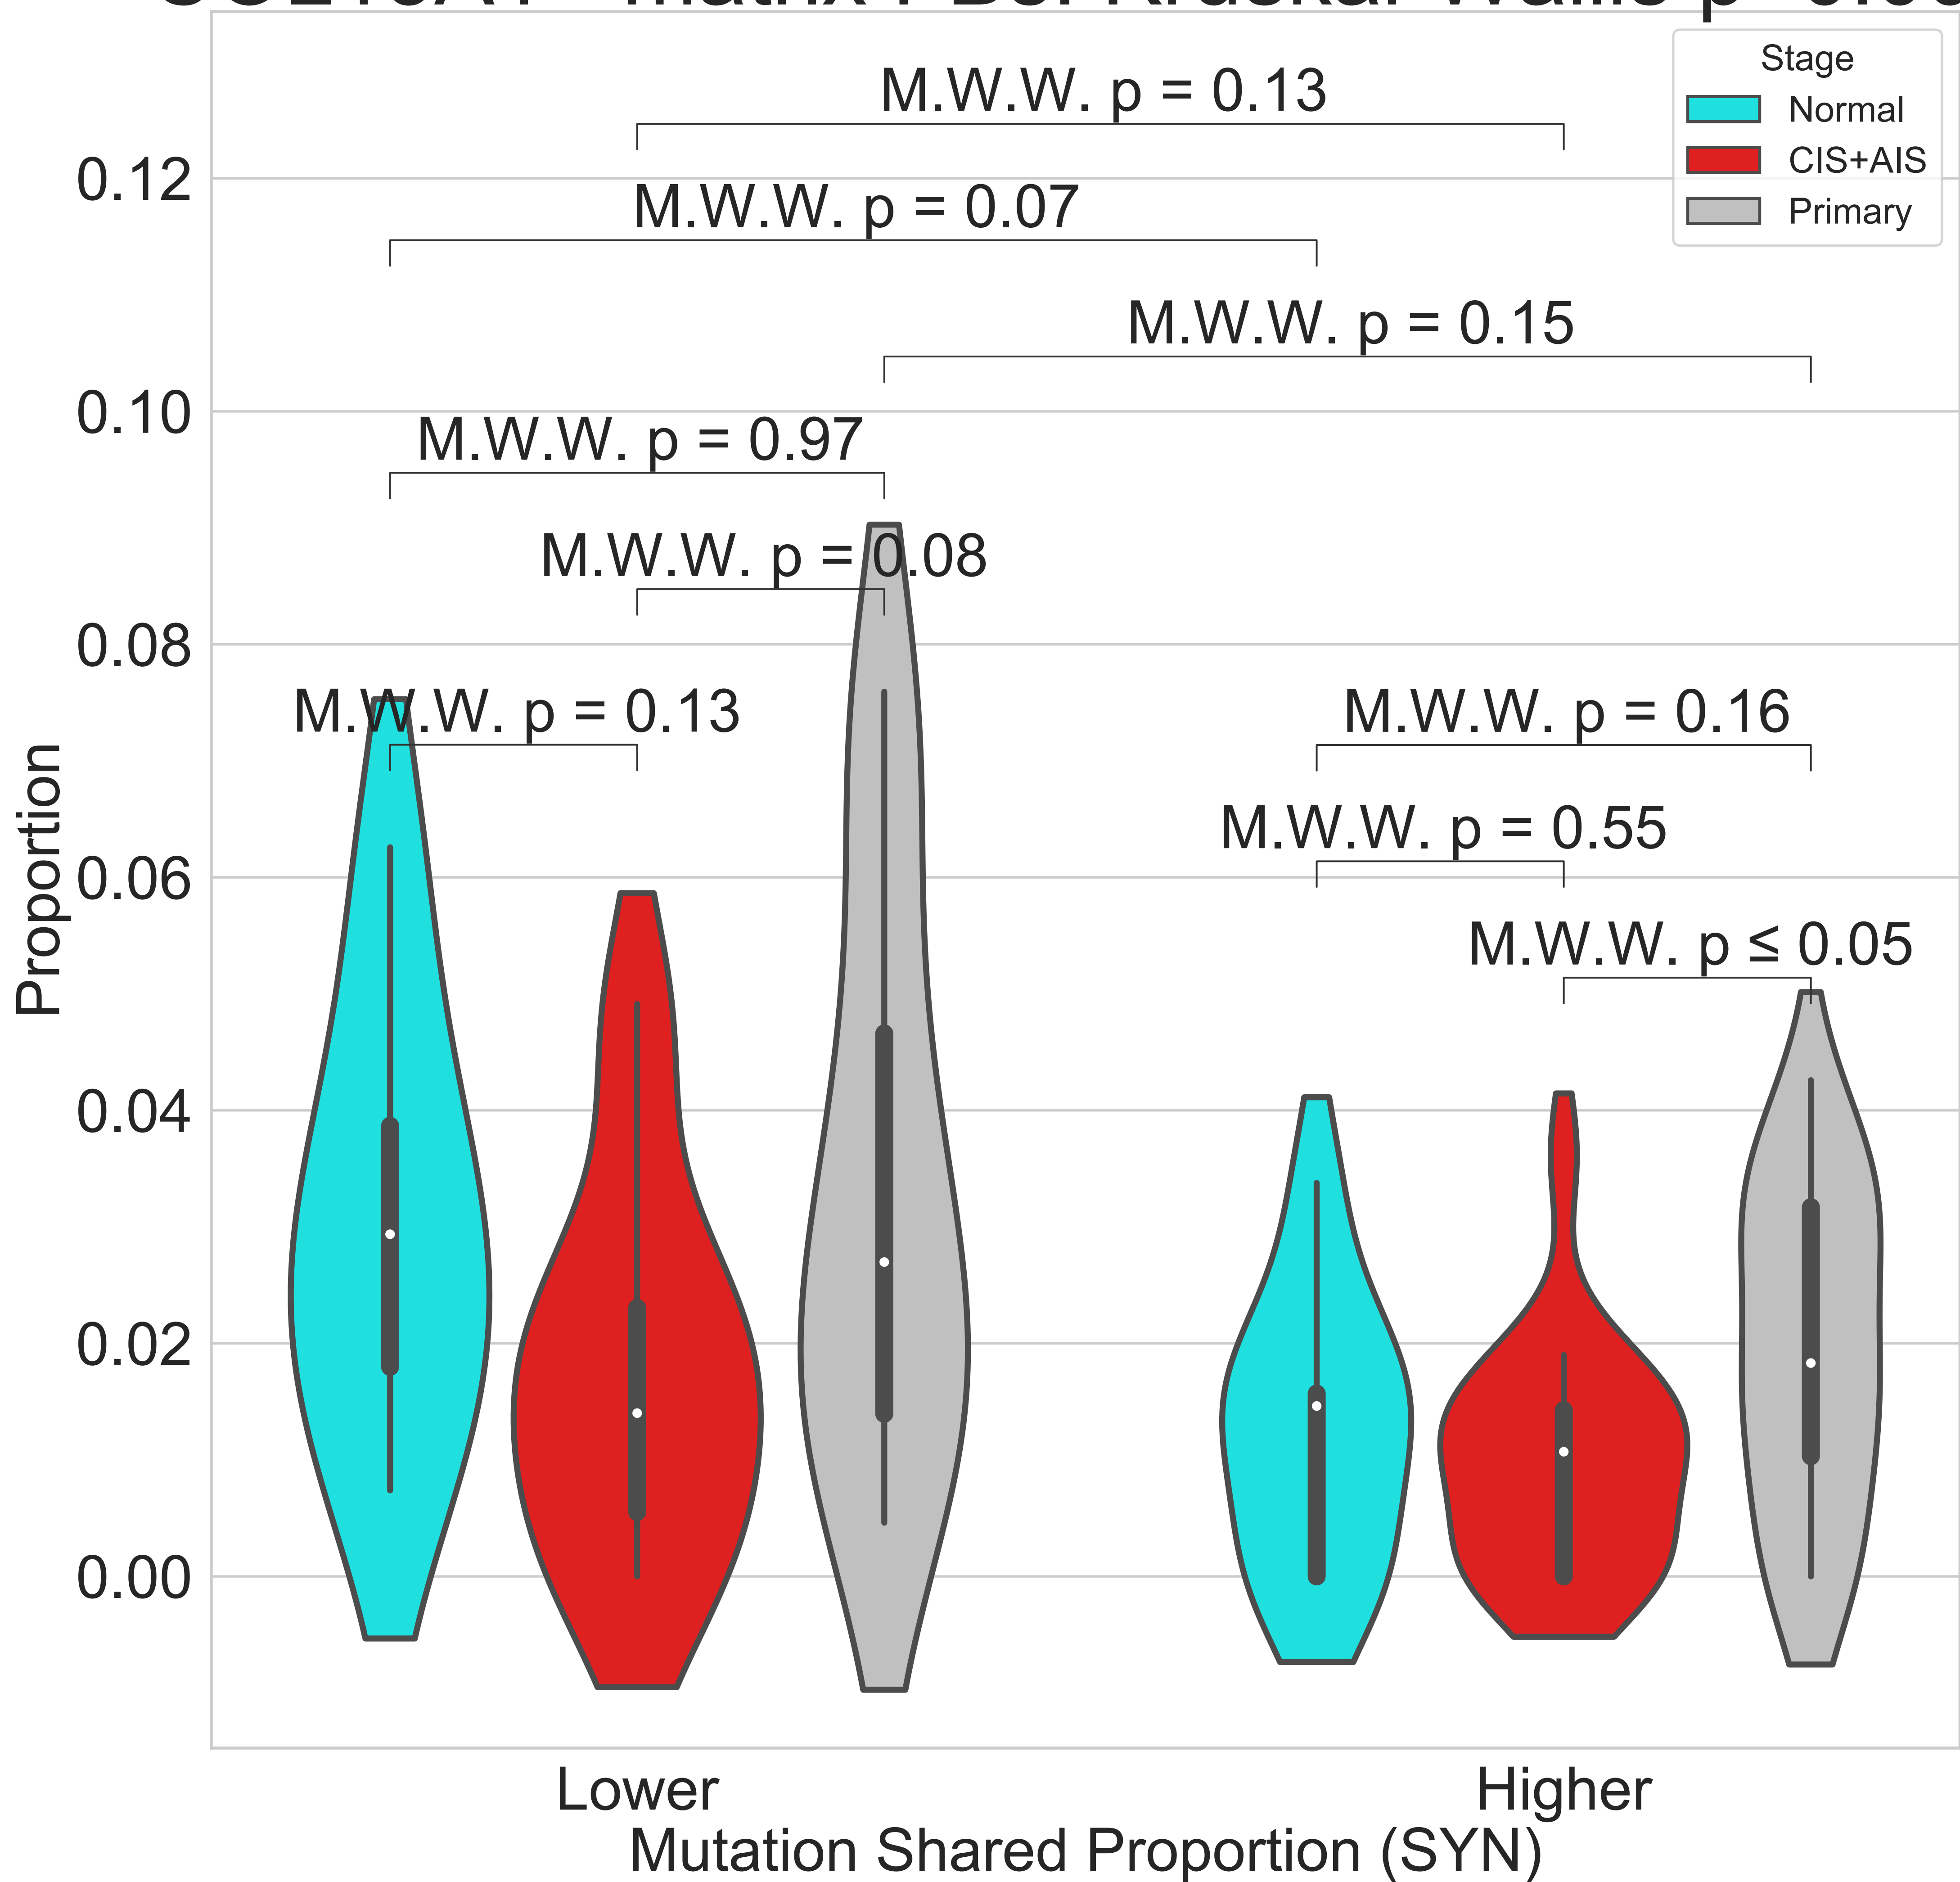 Stage
Normal
CIS+AIS
Primary
M.W.W. p = 0.13
M.W.W. p = 0.07
M.W.W. p = 0.15
M.W.W. p = 0.97
M.W.W. p = 0.08
M.W.W. p = 0.13
M.W.W. p = 0.16
M.W.W. p = 0.55
M.W.W. p ≤ 0.05
0.12
0.10
0.08
0.06
0.04
0.02
0.00
Proportion
Lower
Higher
Mutation Shared Proportion (SYN)